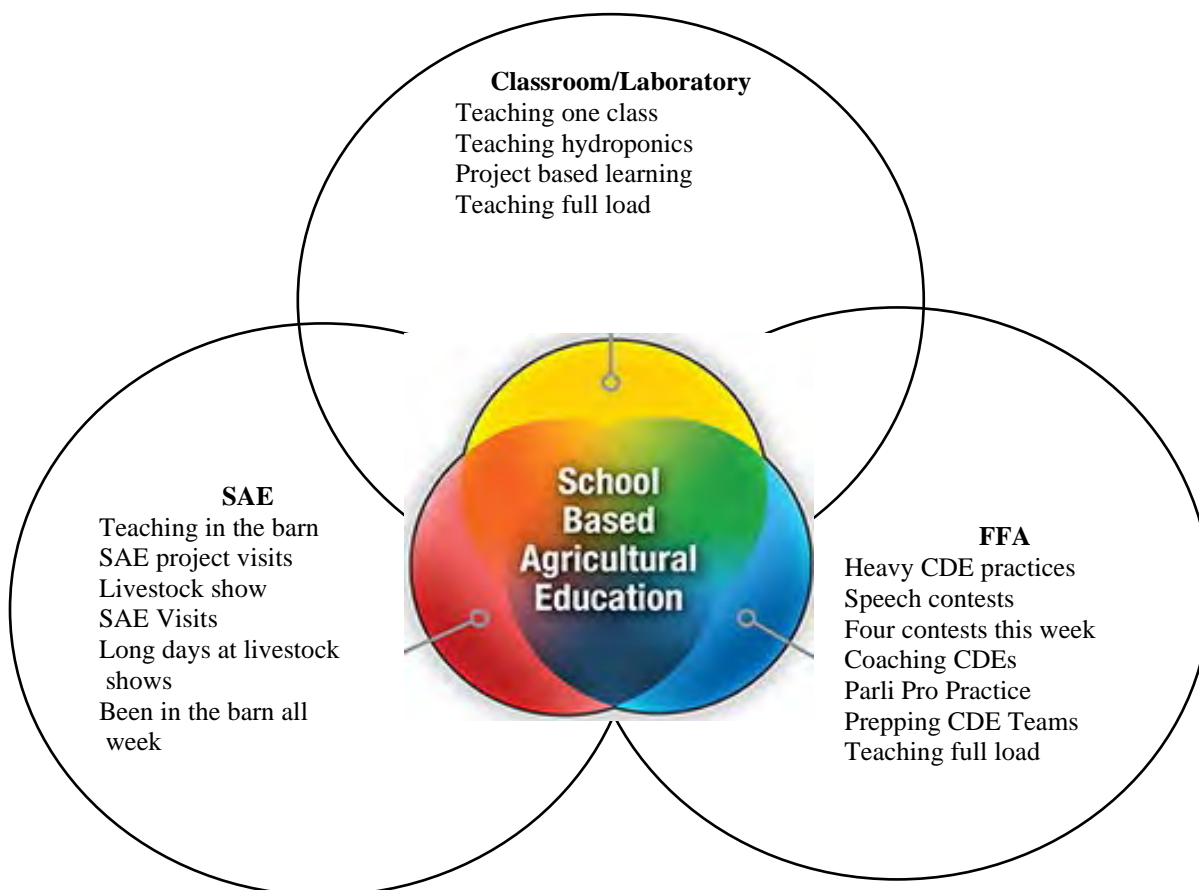 Classroom/Laboratory
Teaching one class
Teaching hydroponics
Project based learning
Teaching full load
School
Based
Agricultural
Education
SAE
Teaching in the barn
SAE project visits
Livestock show
SAE Visits
Long days at livestock
shows
Been in the barn all
week
FFA
Heavy CDE practices
Speech contests
Four contests this week
Coaching CDEs
Parli Pro Practice
Prepping CDE Teams
Teaching full load